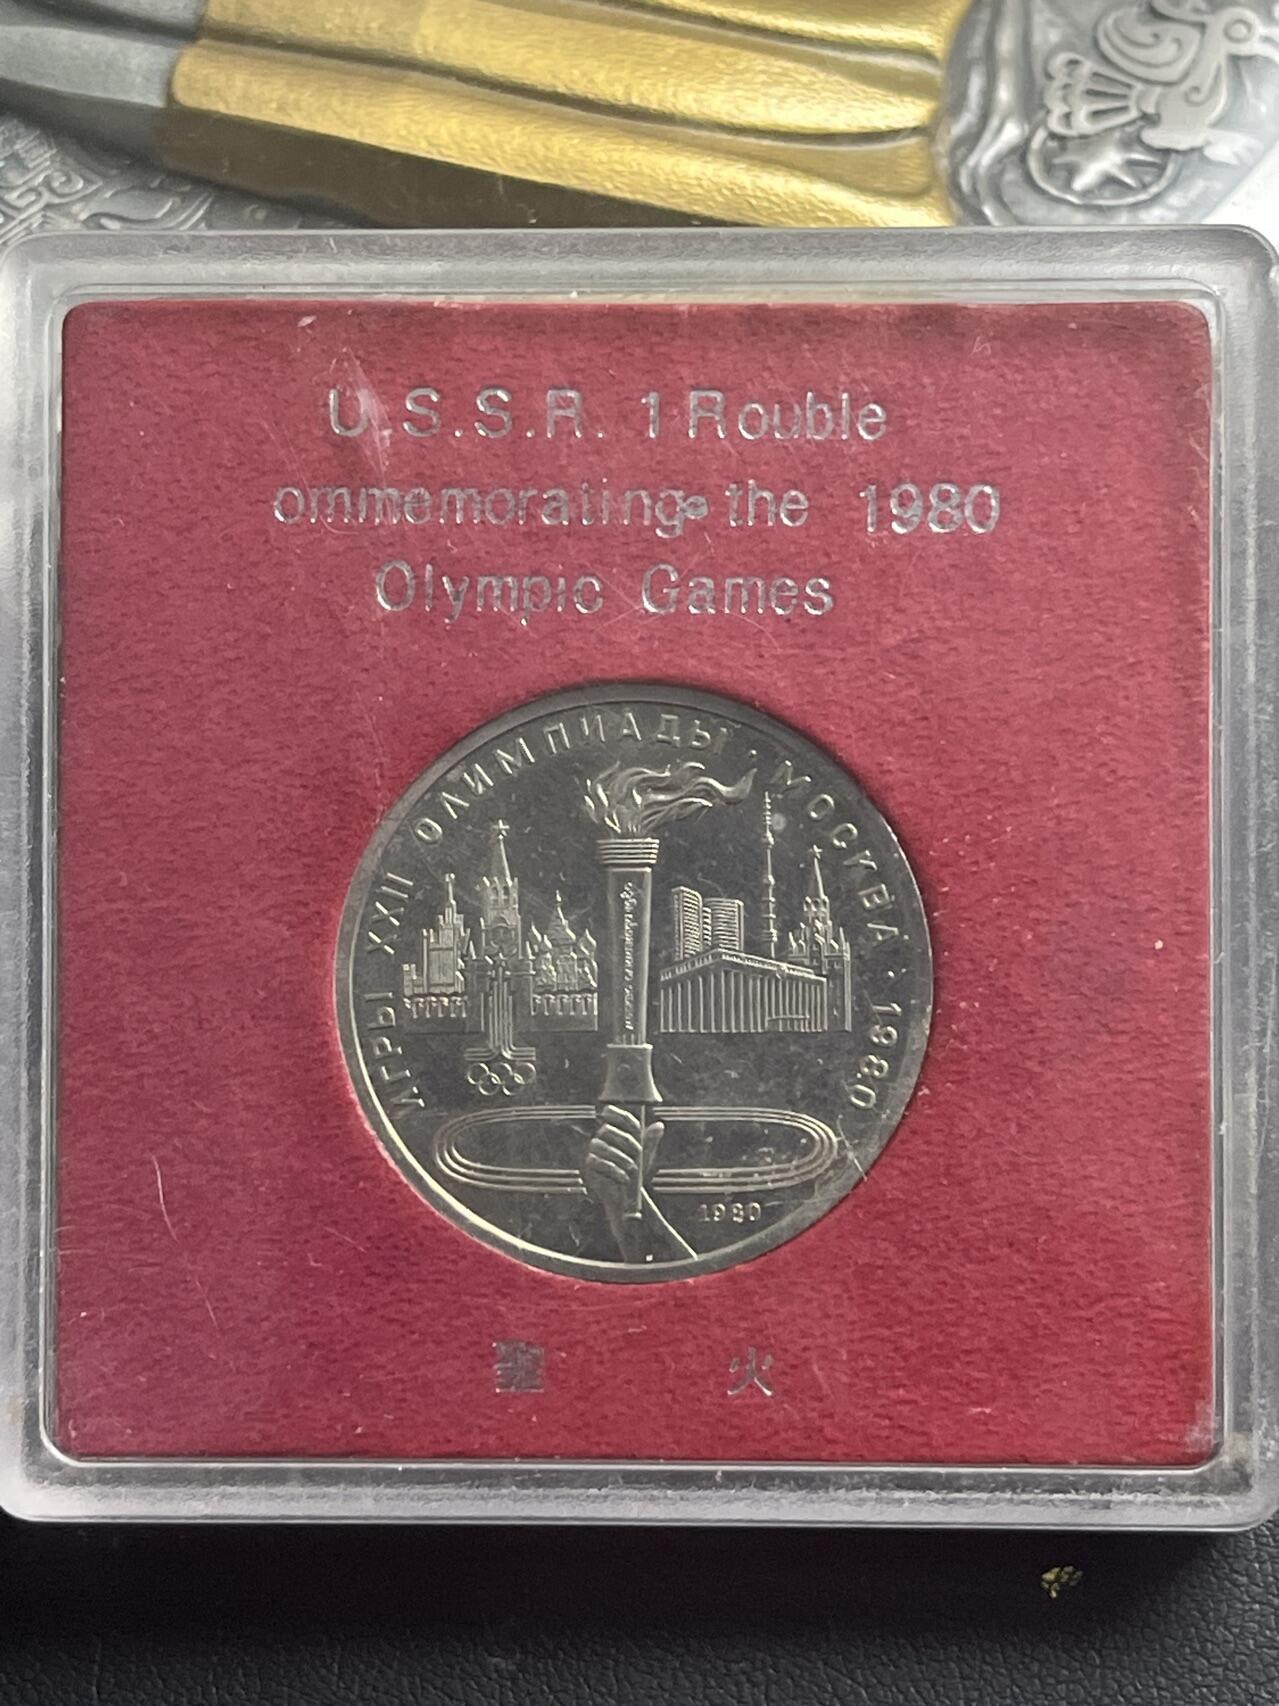 U.S.S.R. 1 Rouble
ommemorating the 1980
Olympic Games
ИГРЫ XXII ОЛИМПИАДЫ · МОСКВА · 1980
1980
聖 火